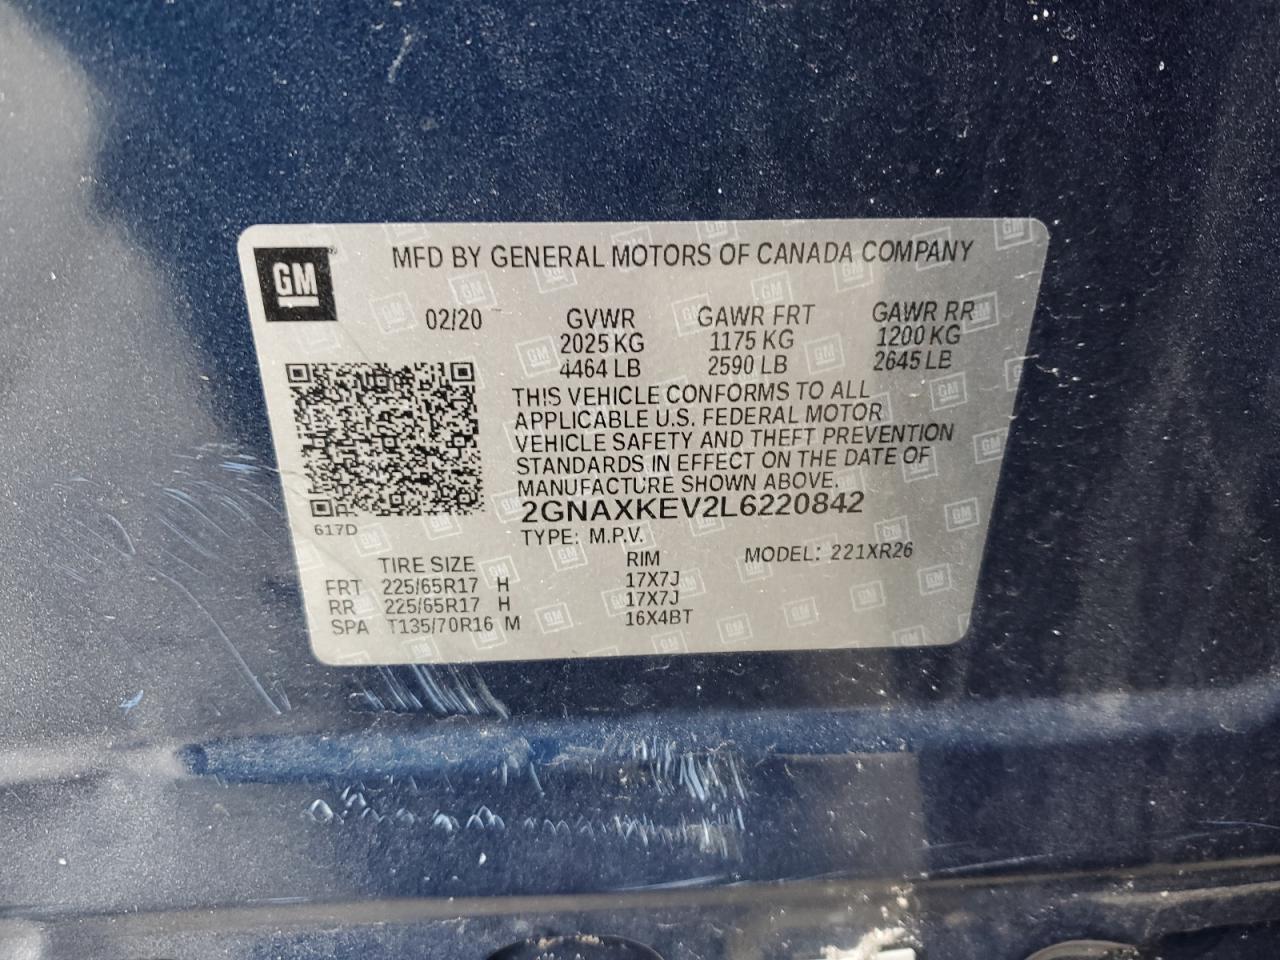 GM
MFD BY GENERAL MOTORS OF CANADA COMPANY
02/20 GVWR GAWR FRT GAWR RR
2025 KG 1175 KG 1200 KG
4464 LB 2590 LB 2645 LB
THIS VEHICLE CONFORMS TO ALL
APPLICABLE U.S. FEDERAL MOTOR
VEHICLE SAFETY AND THEFT PREVENTION
STANDARDS IN EFFECT ON THE DATE OF
MANUFACTURE SHOWN ABOVE.
2GNAXKEV2L6220842
617D
TYPE: M.P.V.
TIRE SIZE RIM MODEL: 221XR26
FRT 225/65R17 H 17X7J
RR 225/65R17 H 17X7J
SPA T135/70R16 M 16X4BT